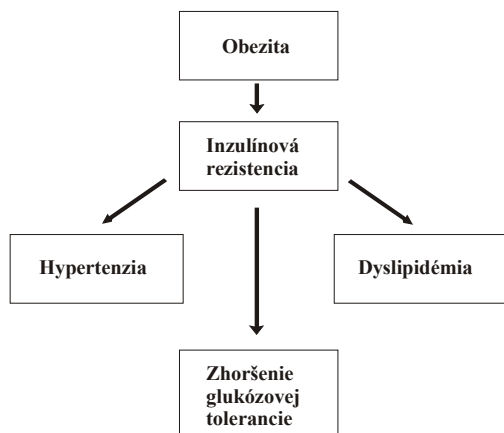 Obezita
Inzulínová
rezistencia
Hypertenzia
Dyslipidémia
Zhoršenie
glukózovej
tolerancie